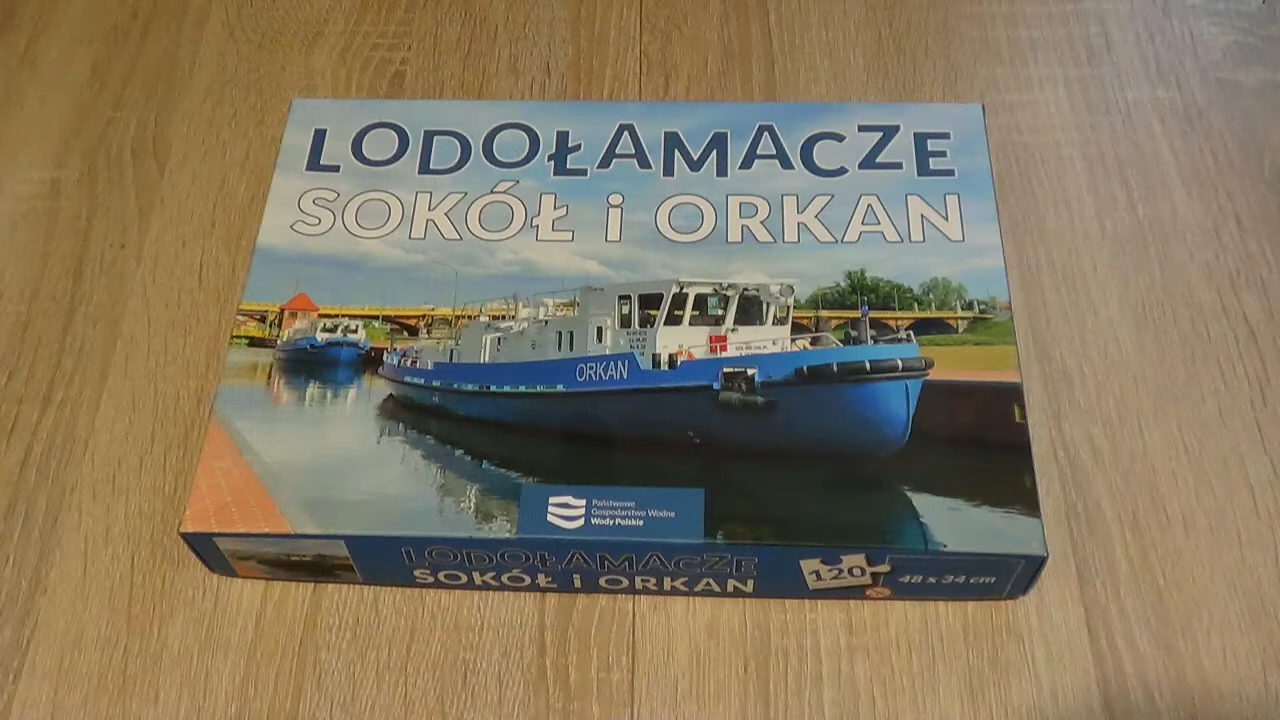 LODOŁAMACZE
SOKÓŁ i ORKAN
ORKAN
Państwowe
Gospodarstwo Wodne
Wody Polskie
LODOŁAMACZE
SOKÓŁ i ORKAN
120
48 x 34 cm